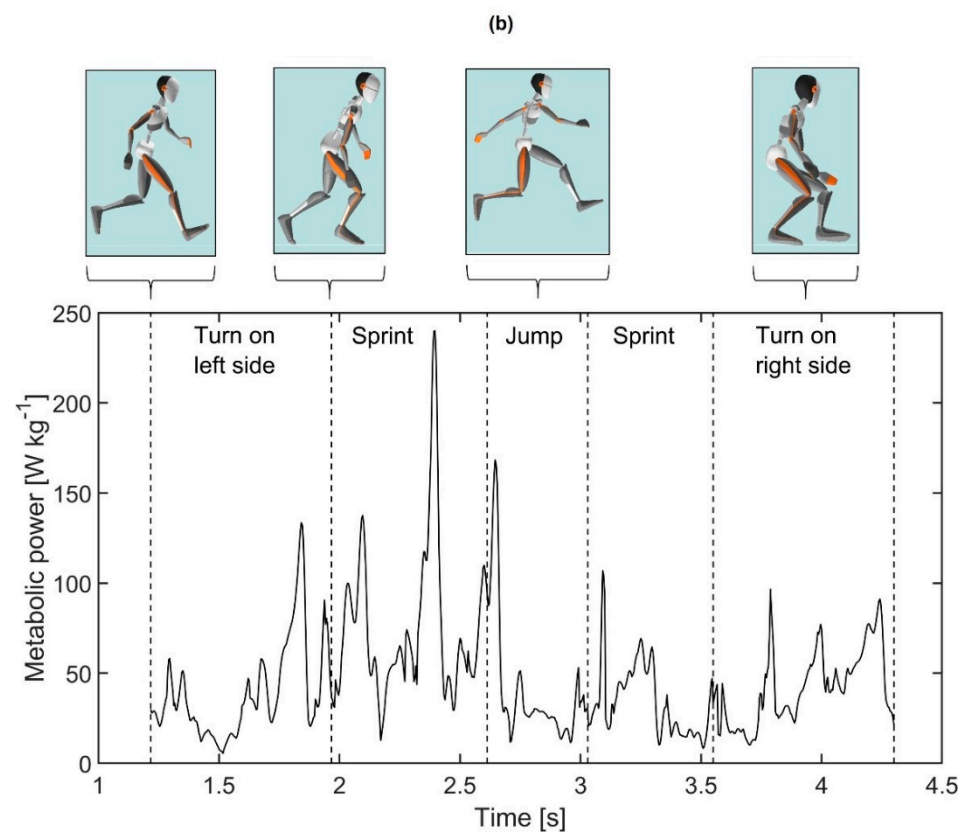 (b)
250
200
150
100
50
0
Metabolic power [W kg⁻¹]
Turn on
left side
Sprint
Jump
Sprint
Turn on
right side
1
1.5
2
2.5
3
3.5
4
4.5
Time [s]